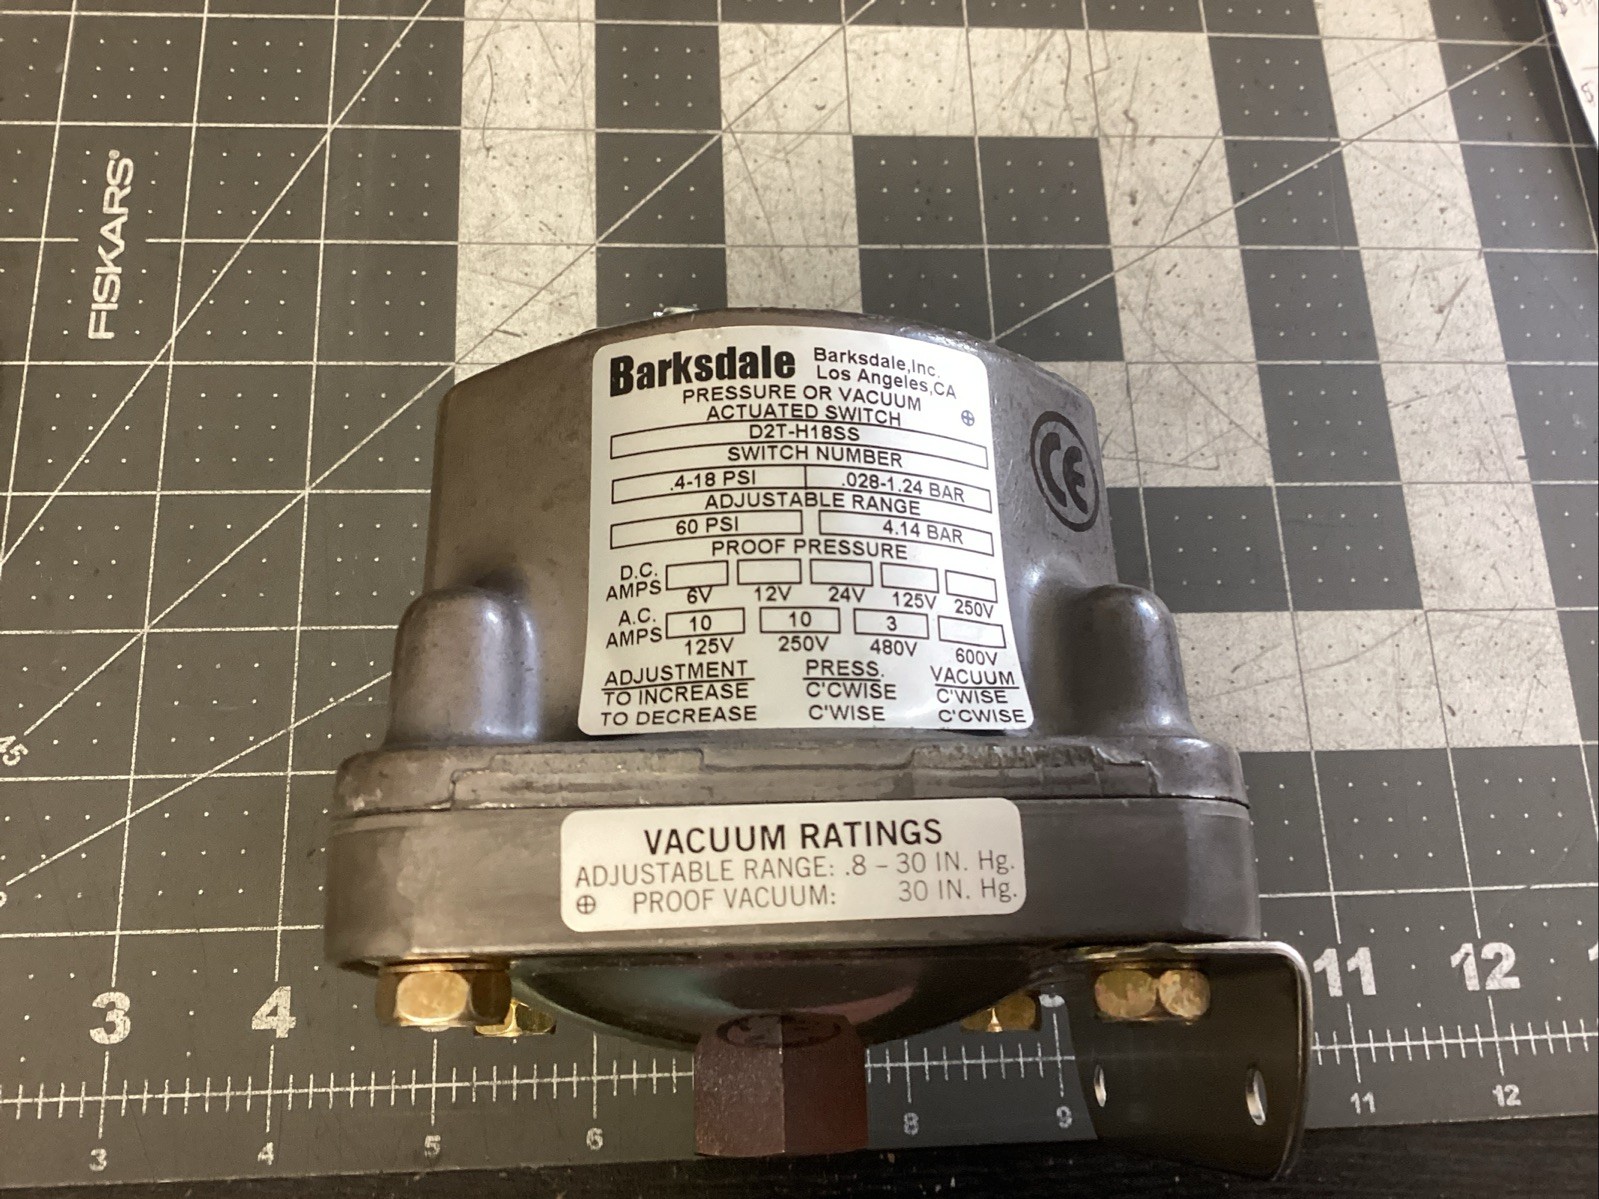 FISKARS
Barksdale
Barksdale,Inc.
Los Angeles,CA
PRESSURE OR VACUUM
ACTUATED SWITCH
D2T-H18SS
SWITCH NUMBER
.4-18 PSI .028-1.24 BAR
ADJUSTABLE RANGE
60 PSI 4.14 BAR
PROOF PRESSURE
D.C.
AMPS
6V 12V 24V 125V 250V
A.C.
AMPS 10 10 3
125V 250V 480V 600V
ADJUSTMENT PRESS. VACUUM
TO INCREASE C'CWISE C'WISE
TO DECREASE C'WISE C'CWISE
CE
VACUUM RATINGS
ADJUSTABLE RANGE: .8 – 30 IN. Hg.
PROOF VACUUM: 30 IN. Hg.
45
3 4 11 12
3 4 5 6 8 9 11 12